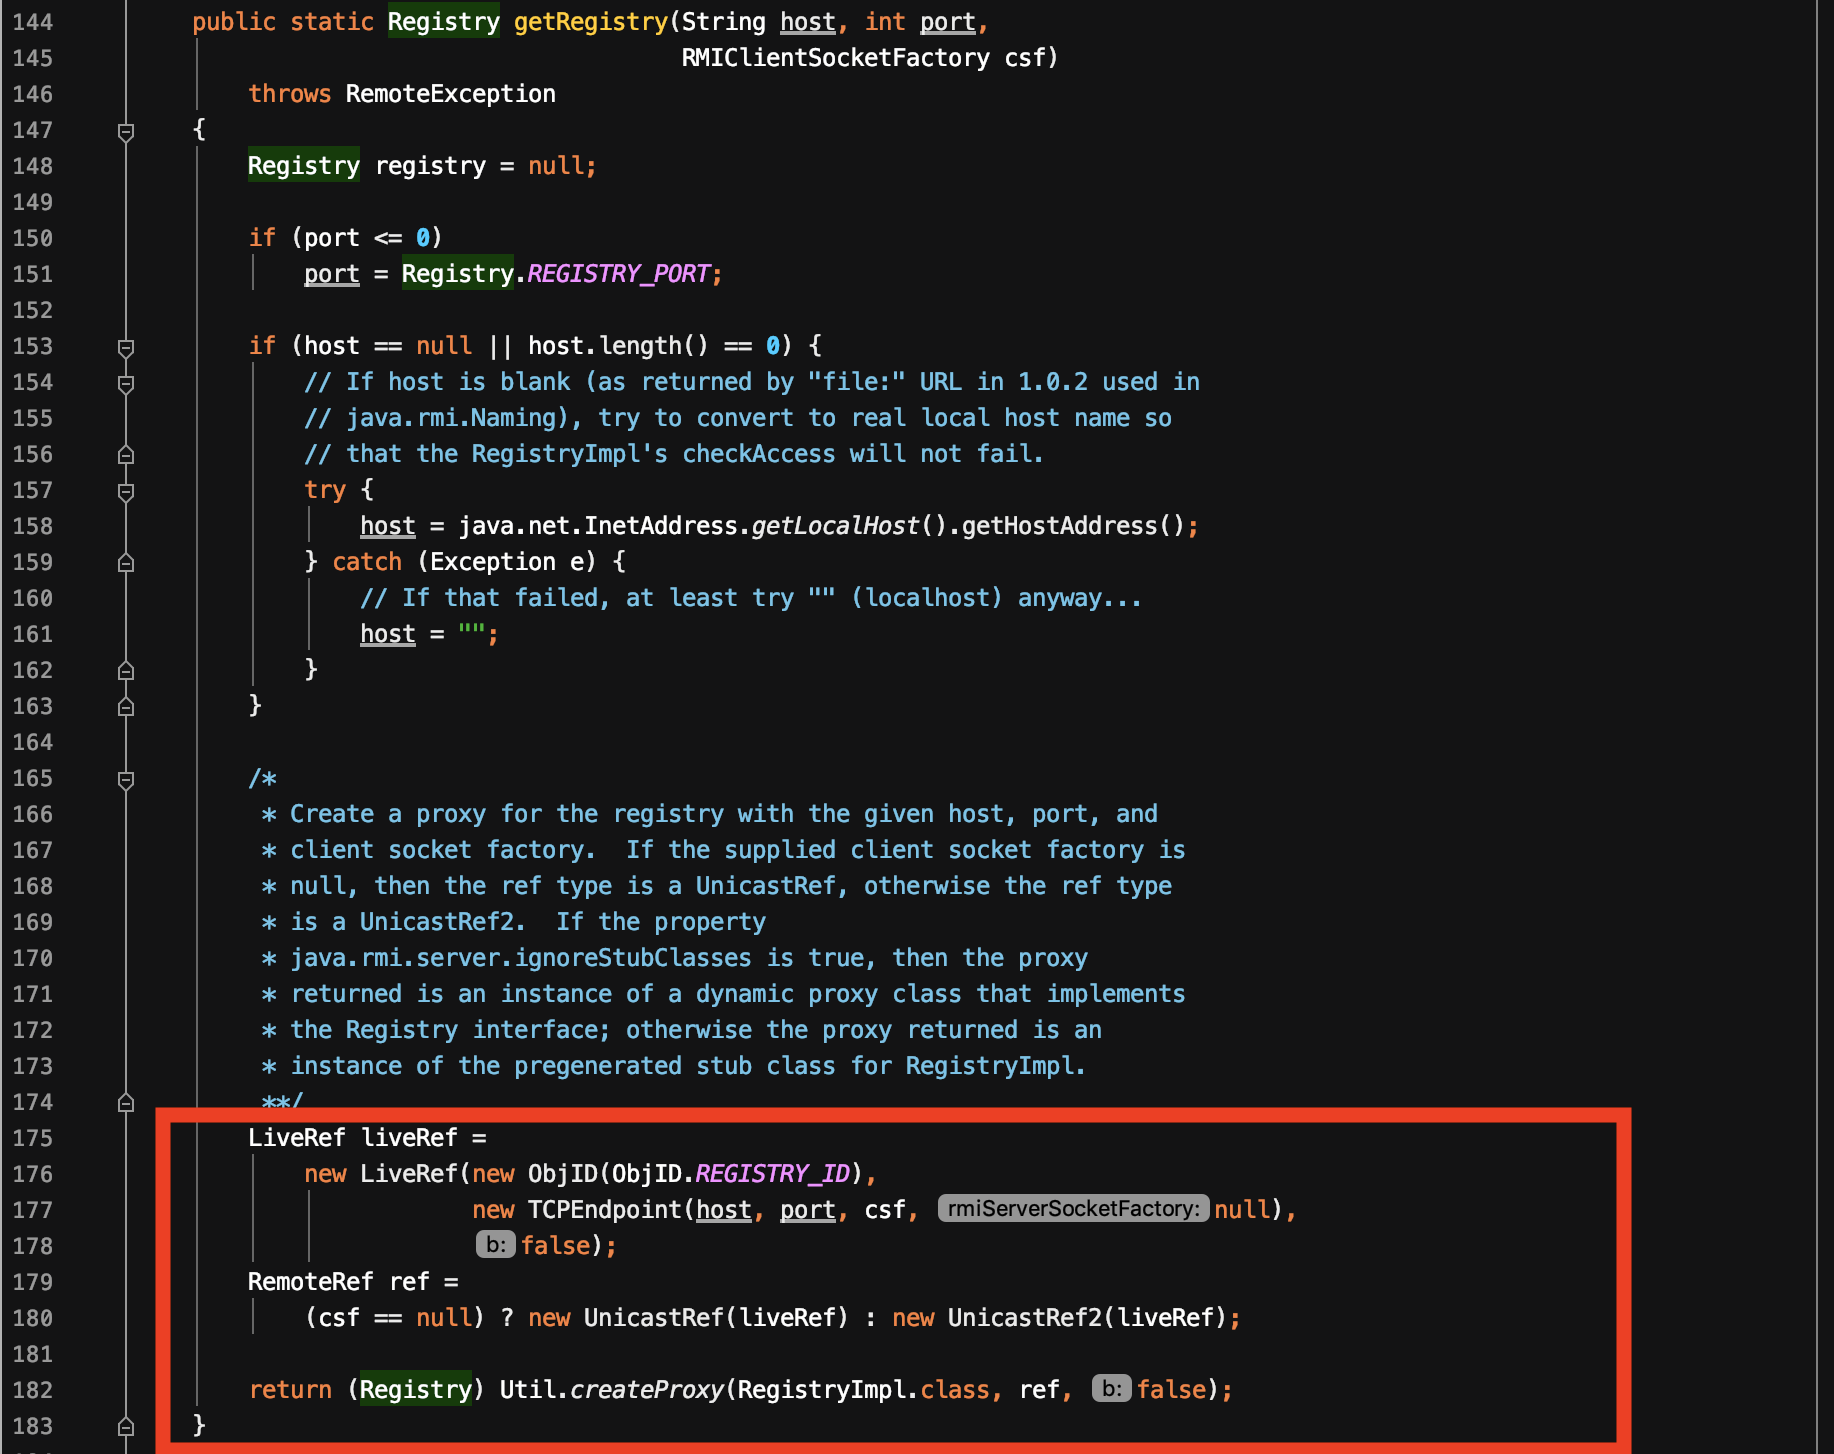 144 public static Registry getRegistry(String host, int port,
145 RMIClientSocketFactory csf)
146 throws RemoteException
147 {
148 Registry registry = null;
149
150 if (port <= 0)
151 port = Registry.REGISTRY_PORT;
152
153 if (host == null || host.length() == 0) {
154 // If host is blank (as returned by "file:" URL in 1.0.2 used in
155 // java.rmi.Naming), try to convert to real local host name so
156 // that the RegistryImpl's checkAccess will not fail.
157 try {
158 host = java.net.InetAddress.getLocalHost().getHostAddress();
159 } catch (Exception e) {
160 // If that failed, at least try "" (localhost) anyway...
161 host = "";
162 }
163 }
164
165 /*
166 * Create a proxy for the registry with the given host, port, and
167 * client socket factory.  If the supplied client socket factory is
168 * null, then the ref type is a UnicastRef, otherwise the ref type
169 * is a UnicastRef2.  If the property
170 * java.rmi.server.ignoreStubClasses is true, then the proxy
171 * returned is an instance of a dynamic proxy class that implements
172 * the Registry interface; otherwise the proxy returned is an
173 * instance of the pregenerated stub class for RegistryImpl.
174 **/
175 LiveRef liveRef =
176 new LiveRef(new ObjID(ObjID.REGISTRY_ID),
177 new TCPEndpoint(host, port, csf, rmiServerSocketFactory: null),
178 b: false);
179 RemoteRef ref =
180 (csf == null) ? new UnicastRef(liveRef) : new UnicastRef2(liveRef);
181
182 return (Registry) Util.createProxy(RegistryImpl.class, ref, b: false);
183 }